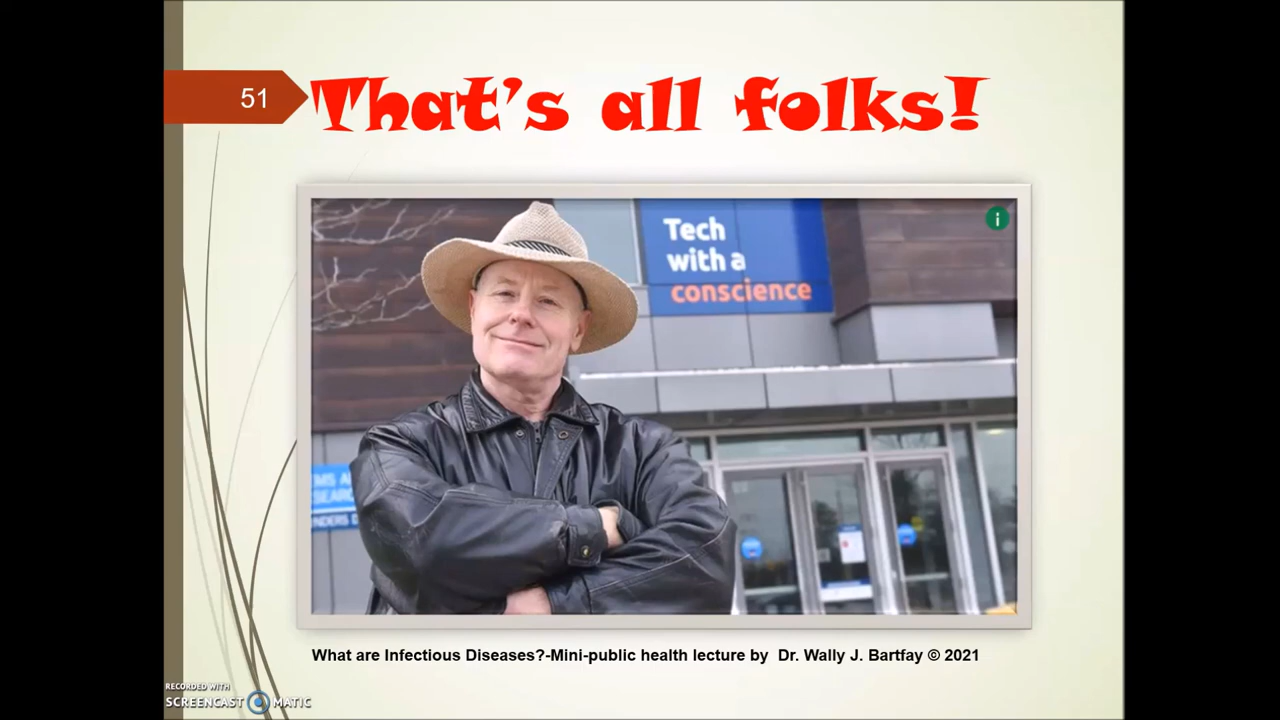 51
That's all folks!
Tech
with a
conscience
i
What are Infectious Diseases?-Mini-public health lecture by  Dr. Wally J. Bartfay © 2021
RECORDED WITH
SCREENCAST MATIC